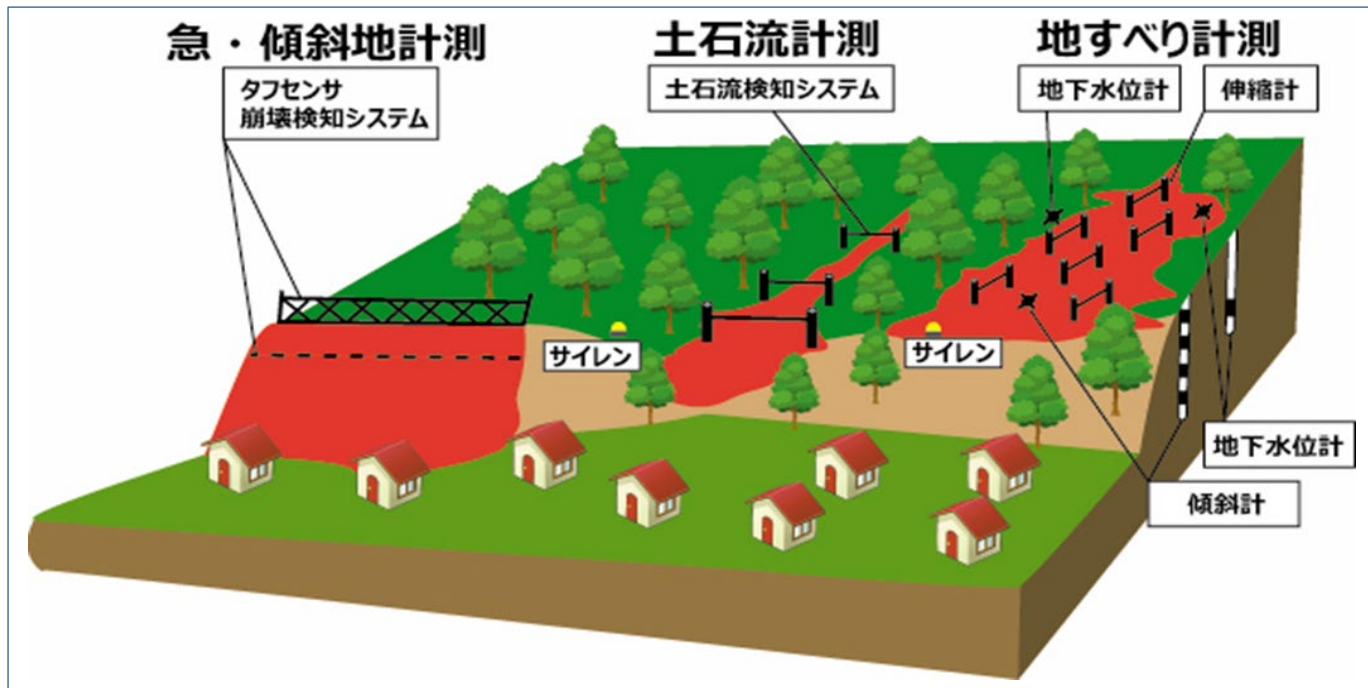 急・傾斜地計測
土石流計測
地すべり計測
タフセンサ
崩壊検知システム
土石流検知システム
地下水位計
伸縮計
サイレン
サイレン
地下水位計
傾斜計